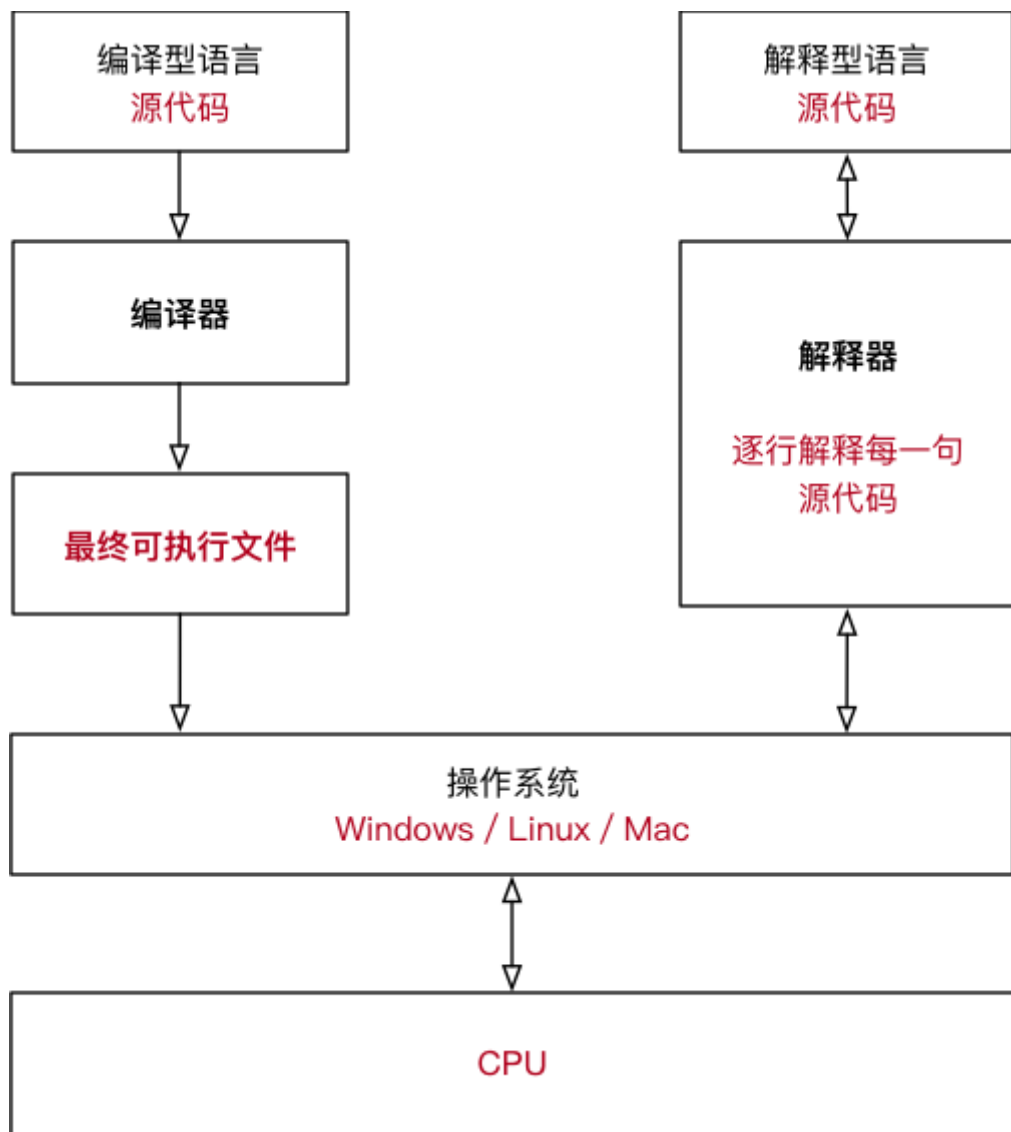 编译型语言
源代码
解释型语言
源代码
编译器
解释器
逐行解释每一句
源代码
最终可执行文件
操作系统
Windows / Linux / Mac
CPU